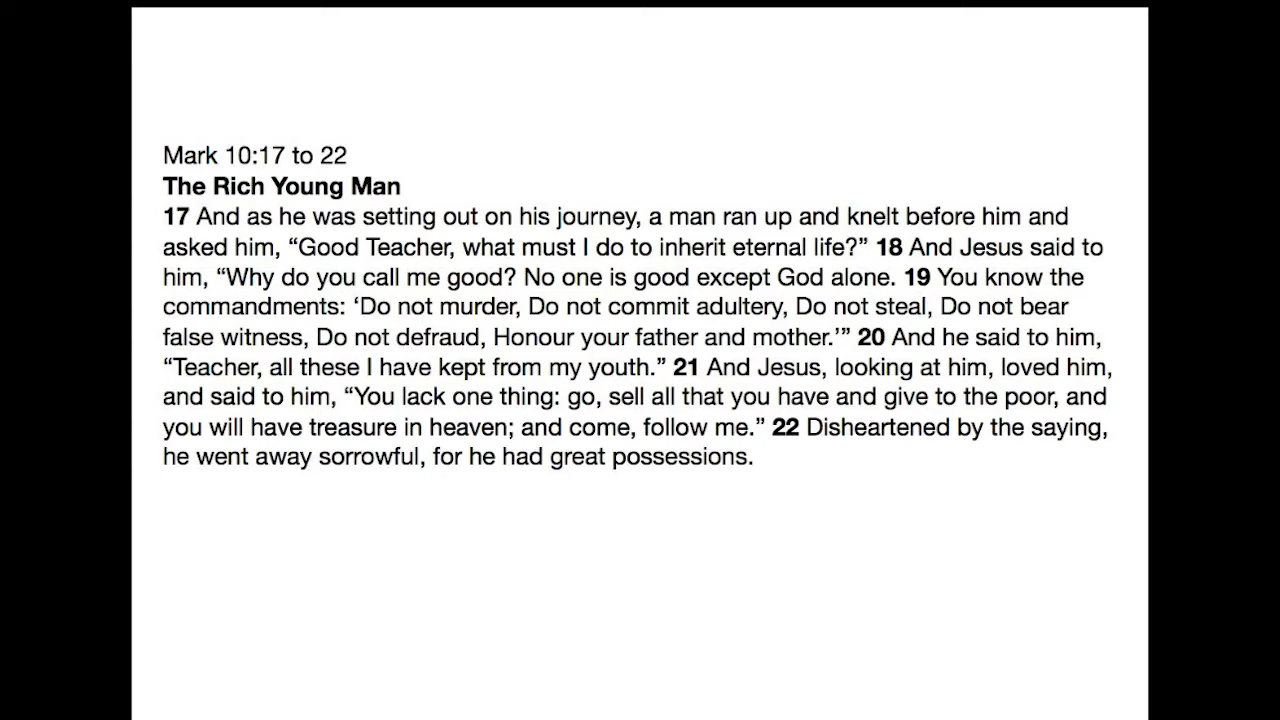 Mark 10:17 to 22
The Rich Young Man
17 And as he was setting out on his journey, a man ran up and knelt before him and
asked him, “Good Teacher, what must I do to inherit eternal life?” 18 And Jesus said to
him, “Why do you call me good? No one is good except God alone. 19 You know the
commandments: ‘Do not murder, Do not commit adultery, Do not steal, Do not bear
false witness, Do not defraud, Honour your father and mother.’” 20 And he said to him,
“Teacher, all these I have kept from my youth.” 21 And Jesus, looking at him, loved him,
and said to him, “You lack one thing: go, sell all that you have and give to the poor, and
you will have treasure in heaven; and come, follow me.” 22 Disheartened by the saying,
he went away sorrowful, for he had great possessions.